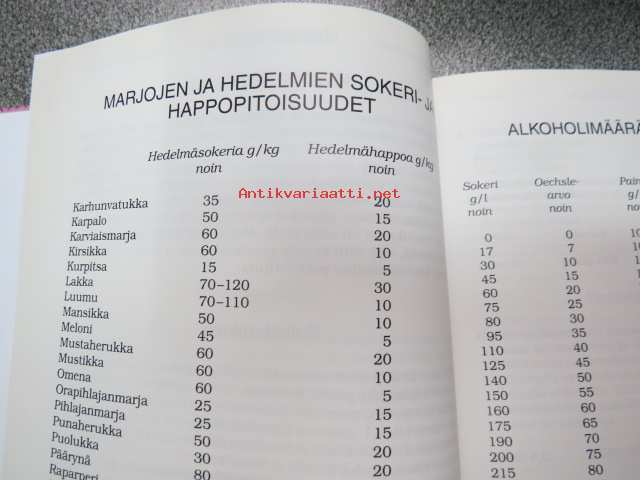 MARJOJEN JA HEDELMIEN SOKERI- JA
HAPPOPITOISUUDET
Hedelmäsokeria g/kg Hedelmähappoa g/kg
noin noin
Antikvariaatti.net
Karhunvatukka 35 20
Karpalo 50 15
Karviaismarja 60 20
Kirsikka 60 10
Kurpitsa 15 5
Lakka 70–120 30
Luumu 70–110 10
Mansikka 50 10
Meloni 45 5
Mustaherukka 60 20
Mustikka 60 10
Omena 60 5
Orapihlajanmarja 25 15
Pihlajanmarja 25 15
Punaherukka 50 20
Puolukka 30 20
Päärynä 80
Raparperi
ALKOHOLIMÄÄRÄ
Sokeri Oechsle-
g/l arvo g/
noin noin n
0 0
17 7
30 10
45 15
60 20
75 25
80 30
95 35
110 40
125 45
140 50
150 55
160 60
175 65
190 70
200 75
215 80